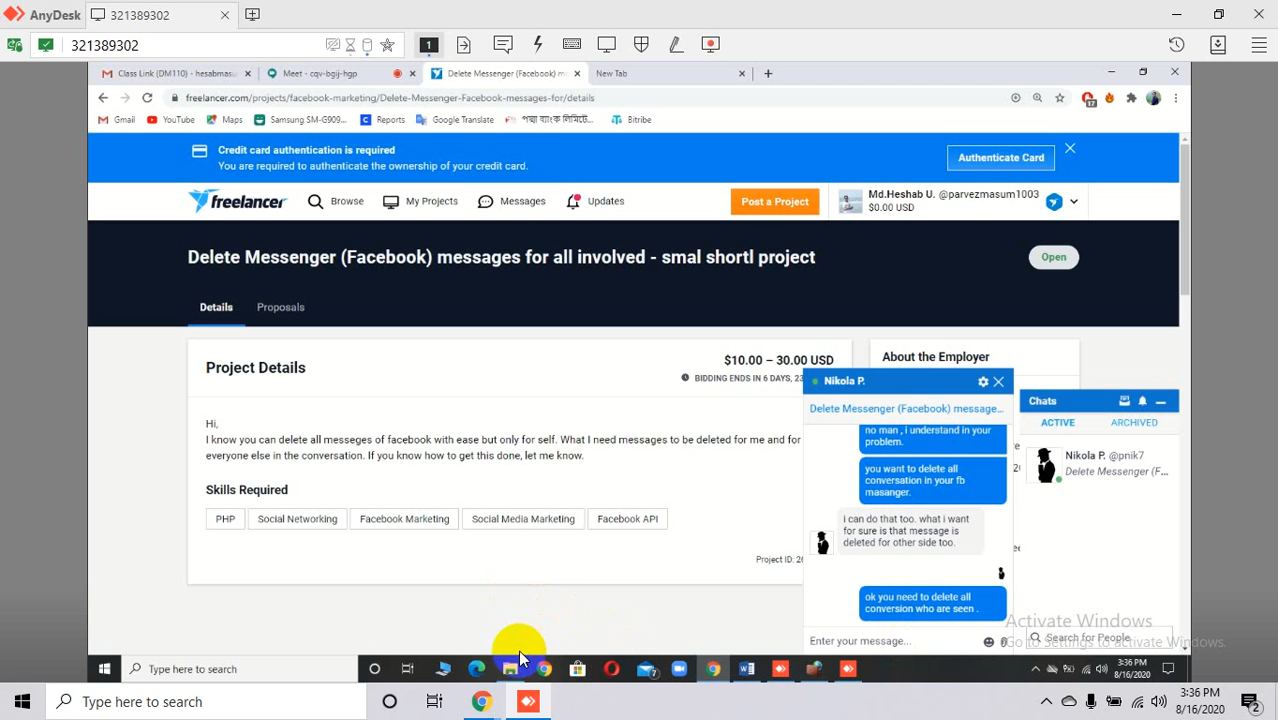 AnyDesk
321389302
321389302
1
Class Link (DM110) - hesabmasu
Meet - cqv-bgij-hgp
Delete Messenger (Facebook) m
New Tab
freelancer.com/projects/facebook-marketing/Delete-Messenger-Facebook-messages-for/details
17
Gmail
YouTube
Maps
Samsung SM-G909...
Reports
Google Translate
পদ্মা ব্যাংক লিমিটে...
Bitribe
Credit card authentication is required
You are required to authenticate the ownership of your credit card.
Authenticate Card
freelancer
Browse
My Projects
Messages
Updates
Post a Project
Md.Heshab U. @parvezmasum1003
$0.00 USD
Delete Messenger (Facebook) messages for all involved - smal shortl project
Open
Details
Proposals
Project Details
$10.00 – 30.00 USD
BIDDING ENDS IN 6 DAYS, 23
About the Employer
Hi,
I know you can delete all messeges of facebook with ease but only for self. What I need messages to be deleted for me and for
everyone else in the conversation. If you know how to get this done, let me know.
Skills Required
PHP
Social Networking
Facebook Marketing
Social Media Marketing
Facebook API
Project ID: 26
Nikola P.
Delete Messenger (Facebook) message...
no man , i understand in your
problem.
you want to delete all
conversation in your fb
masanger.
i can do that too. what i want
for sure is that message is
deleted for other side too.
ok you need to delete all
conversion who are seen .
Enter your message...
Chats
ACTIVE
ARCHIVED
Nikola P. @pnik7
Delete Messenger (F...
Search for People
Activate Windows
Go to Settings to activate Windows.
Type here to search
7
3:36 PM
8/16/2020
Type here to search
3:36 PM
8/16/2020
2